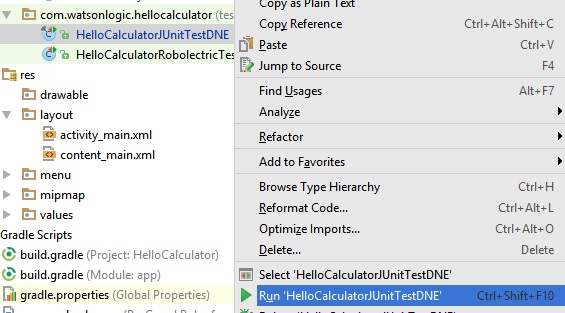 com.watsonlogic.hellocalculator (tes
HelloCalculatorJUnitTestDNE
HelloCalculatorRobolectricTes
res
drawable
layout
activity_main.xml
content_main.xml
menu
mipmap
values
Gradle Scripts
build.gradle (Project: HelloCalculator)
build.gradle (Module: app)
gradle.properties (Global Properties)
Copy as Plain Text
Copy Reference Ctrl+Alt+Shift+C
Paste Ctrl+V
Jump to Source F4
Find Usages Alt+F7
Analyze
Refactor
Add to Favorites
Browse Type Hierarchy Ctrl+H
Reformat Code... Ctrl+Alt+L
Optimize Imports... Ctrl+Alt+O
Delete... Delete
Select 'HelloCalculatorJUnitTestDNE'
Run 'HelloCalculatorJUnitTestDNE' Ctrl+Shift+F10